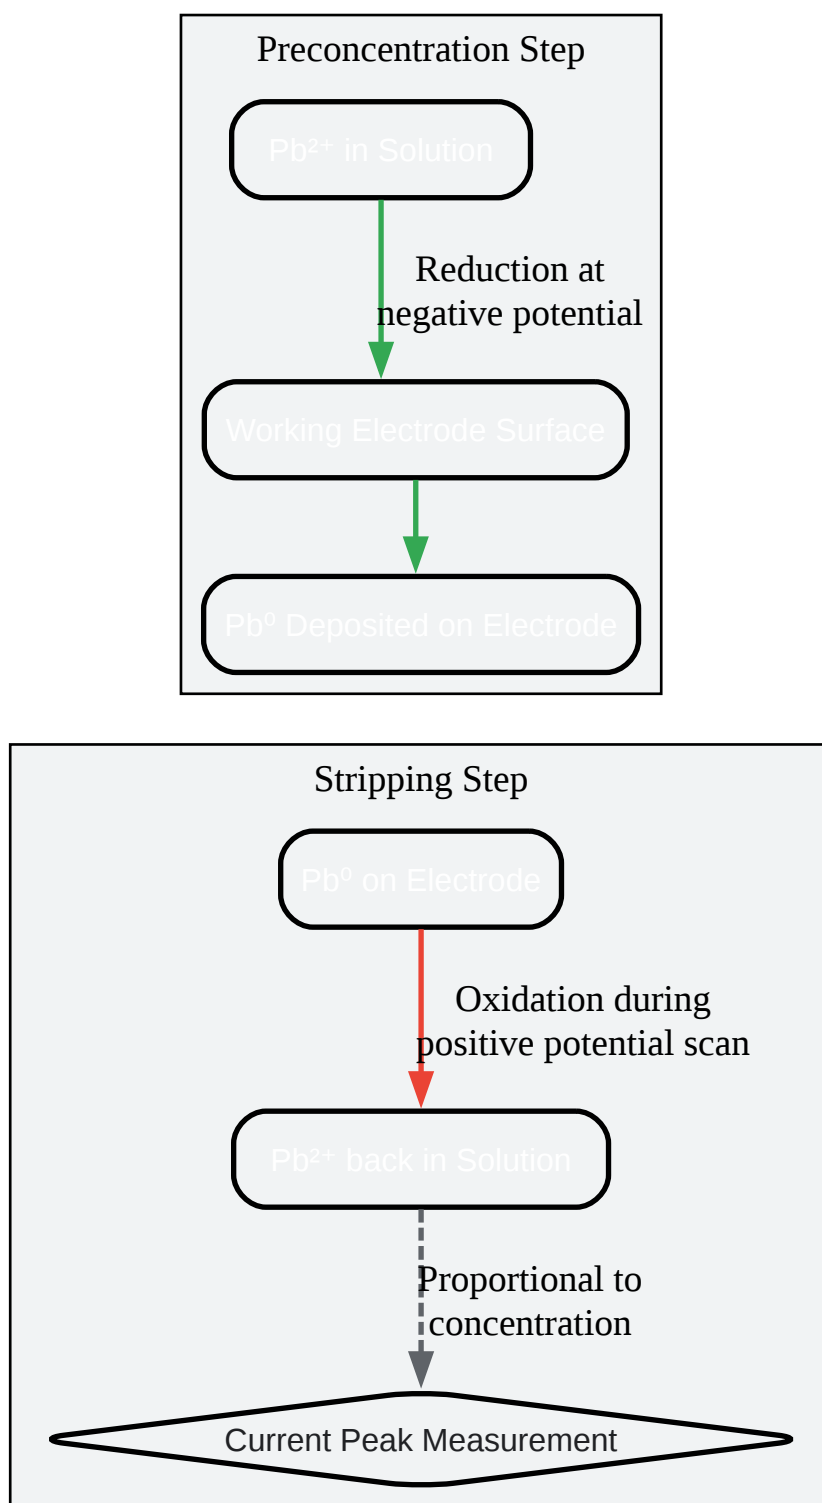 Preconcentration Step
Pb²⁺ in Solution
Reduction at
negative potential
Working Electrode Surface
Pb⁰ Deposited on Electrode
Stripping Step
Pb⁰ on Electrode
Oxidation during
positive potential scan
Pb²⁺ back in Solution
Proportional to
concentration
Current Peak Measurement